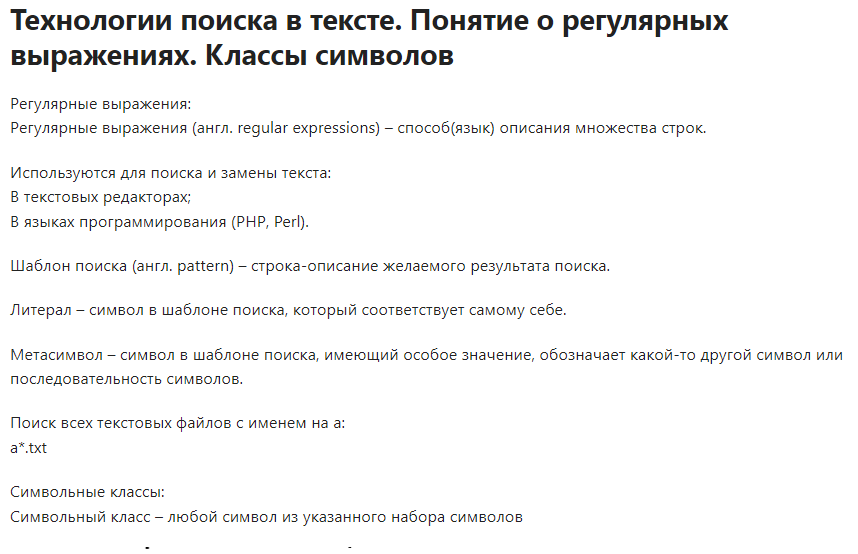 Технологии поиска в тексте. Понятие о регулярных
выражениях. Классы символов
Регулярные выражения:
Регулярные выражения (англ. regular expressions) – способ(язык) описания множества строк.
Используются для поиска и замены текста:
В текстовых редакторах;
В языках программирования (PHP, Perl).
Шаблон поиска (англ. pattern) – строка-описание желаемого результата поиска.
Литерал – символ в шаблоне поиска, который соответствует самому себе.
Метасимвол – символ в шаблоне поиска, имеющий особое значение, обозначает какой-то другой символ или
последовательность символов.
Поиск всех текстовых файлов с именем на а:
a*.txt
Символьные классы:
Символьный класс – любой символ из указанного набора символов